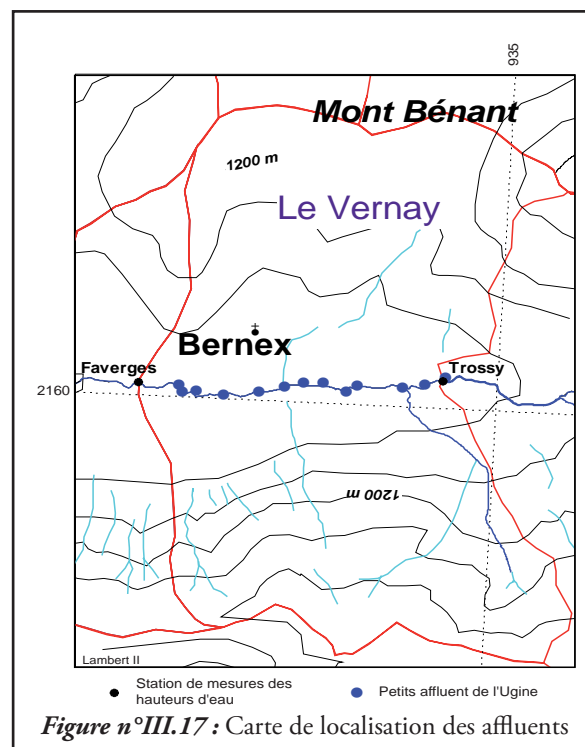 935
Mont Bénant
1200 m
Le Vernay
Bernex
Faverges
Trossy
2160
1200 m
Lambert II
Station de mesures des
hauteurs d'eau
Petits affluent de l'Ugine
Figure n°III.17 : Carte de localisation des affluents